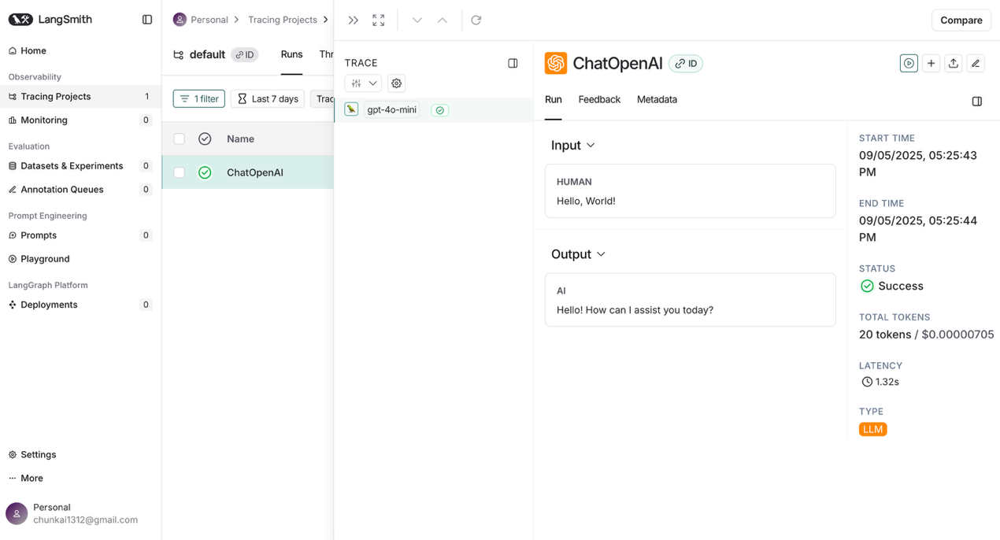 LangSmith
Home
Observability
Tracing Projects 1
Monitoring 0
Evaluation
Datasets & Experiments 0
Annotation Queues 0
Prompt Engineering
Prompts 0
Playground
LangGraph Platform
Deployments 0
Settings
More
Personal
chunkai1312@gmail.com
Personal > Tracing Projects >
default ID Runs Thr
1 filter Last 7 days Trac
Name
ChatOpenAI
Compare
TRACE
gpt-4o-mini
ChatOpenAI ID
Run Feedback Metadata
Input
HUMAN
Hello, World!
Output
AI
Hello! How can I assist you today?
START TIME
09/05/2025, 05:25:43
PM
END TIME
09/05/2025, 05:25:44
PM
STATUS
Success
TOTAL TOKENS
20 tokens / $0.00000705
LATENCY
1.32s
TYPE
LLM